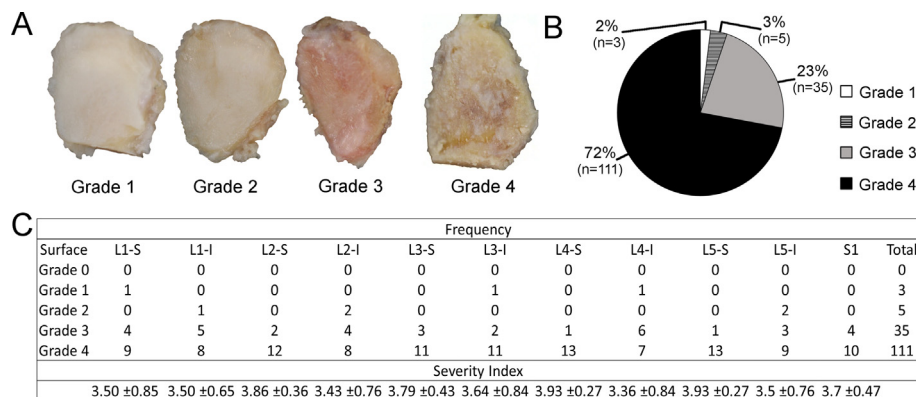 A
Grade 1 Grade 2 Grade 3 Grade 4
B
2%
(n=3)
3%
(n=5)
23%
(n=35)
72%
(n=111)
Grade 1
Grade 2
Grade 3
Grade 4
C
Frequency
Surface L1-S L1-I L2-S L2-I L3-S L3-I L4-S L4-I L5-S L5-I S1 Total
Grade 0 0 0 0 0 0 0 0 0 0 0 0 0
Grade 1 1 0 0 0 0 1 0 1 0 0 0 3
Grade 2 0 1 0 2 0 0 0 0 0 2 0 5
Grade 3 4 5 2 4 3 2 1 6 1 3 4 35
Grade 4 9 8 12 8 11 11 13 7 13 9 10 111
Severity Index
3.50 ±0.85 3.50 ±0.65 3.86 ±0.36 3.43 ±0.76 3.79 ±0.43 3.64 ±0.84 3.93 ±0.27 3.36 ±0.84 3.93 ±0.27 3.5 ±0.76 3.7 ±0.47